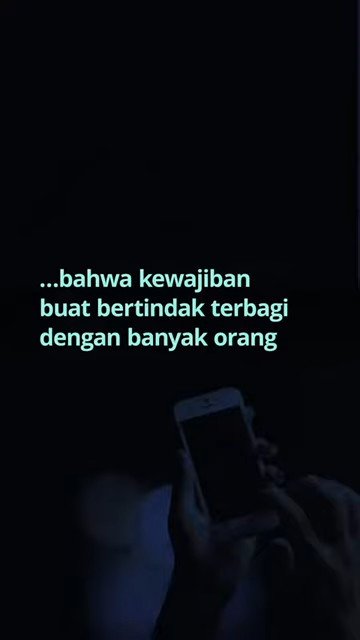 ...bahwa kewajiban
buat bertindak terbagi
dengan banyak orang